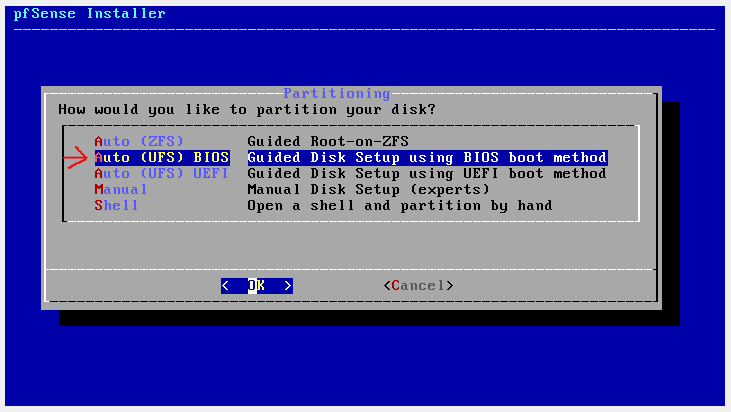 pfSense Installer
Partitioning
How would you like to partition your disk?
Auto (ZFS) Guided Root-on-ZFS
Auto (UFS) BIOS Guided Disk Setup using BIOS boot method
Auto (UFS) UEFI Guided Disk Setup using UEFI boot method
Manual Manual Disk Setup (experts)
Shell Open a shell and partition by hand
< OK > <Cancel>